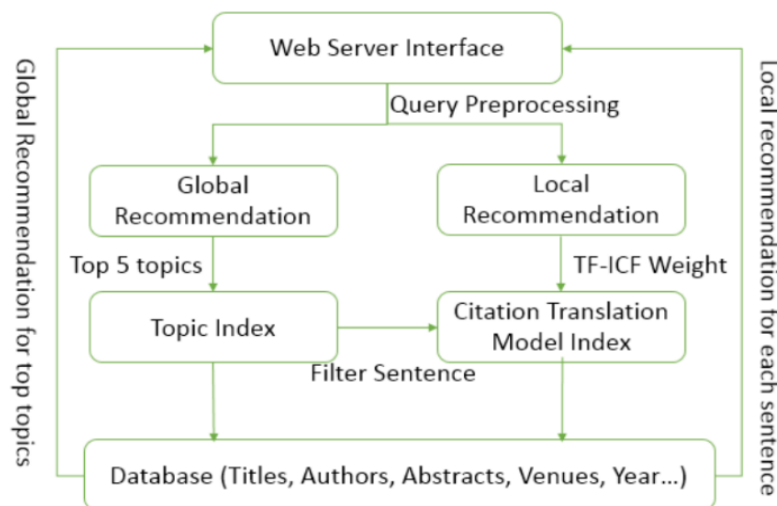 Web Server Interface
Query Preprocessing
Global
Recommendation
Local
Recommendation
Top 5 topics
TF-ICF Weight
Topic Index
Citation Translation
Model Index
Filter Sentence
Database (Titles, Authors, Abstracts, Venues, Year...)
Global Recommendation for top topics
Local recommendation for each sentence